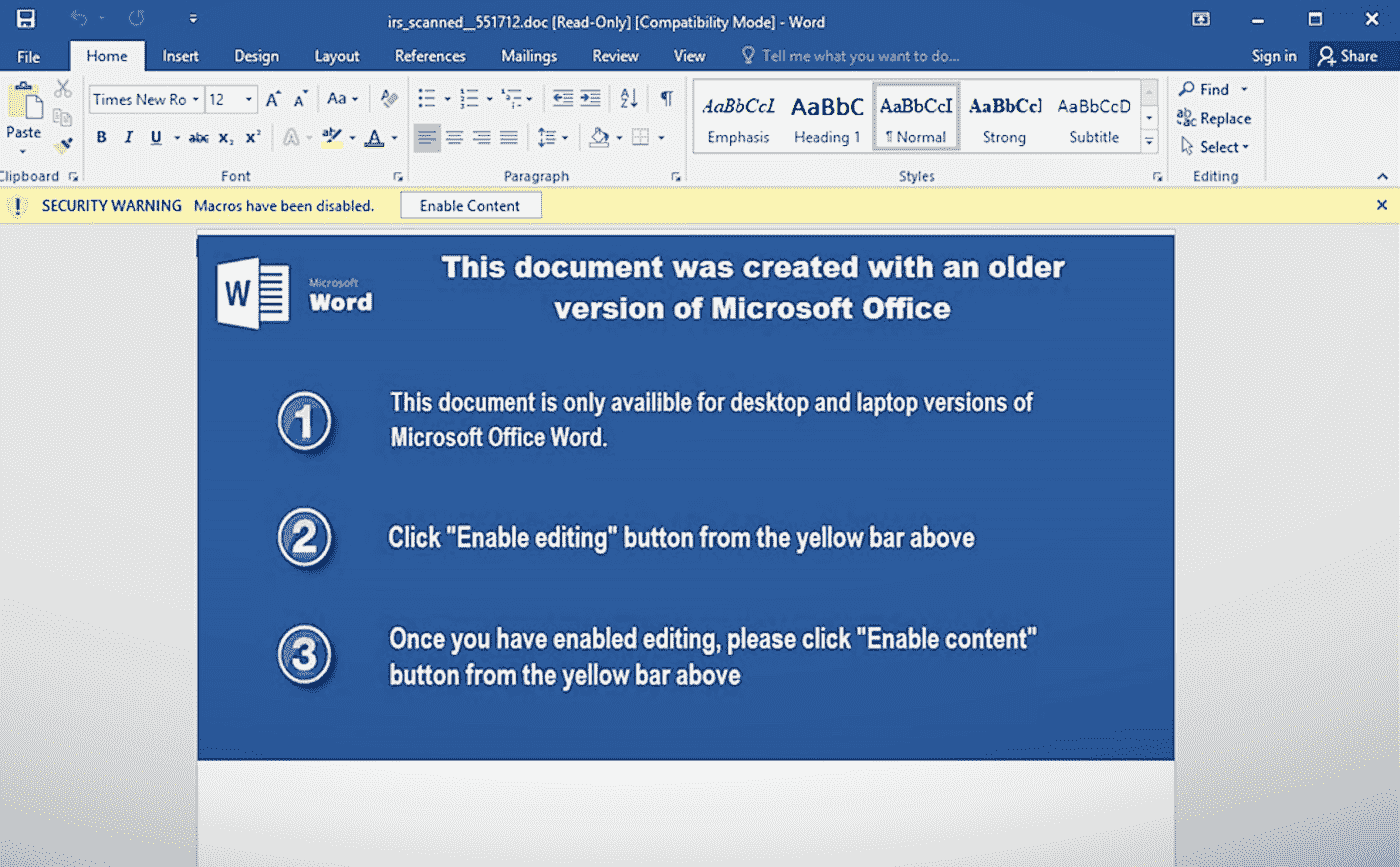 irs_scanned__551712.doc [Read-Only] [Compatibility Mode] - Word
File Home Insert Design Layout References Mailings Review View Tell me what you want to do... Sign in Share
Paste
Times New Ro 12 Aa
AaBbCcI AaBbC AaBbCcI AaBbCcl AaBbCcD
Emphasis Heading 1 ¶ Normal Strong Subtitle
Find
Replace
Select
B I U abc X₂ X² A A
Clipboard Font Paragraph Styles Editing
SECURITY WARNING Macros have been disabled. Enable Content
W Microsoft
Word
This document was created with an older
version of Microsoft Office
1 This document is only availible for desktop and laptop versions of
Microsoft Office Word.
2 Click "Enable editing" button from the yellow bar above
3 Once you have enabled editing, please click "Enable content"
button from the yellow bar above